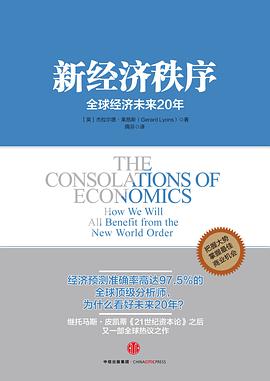 新经济秩序
全球经济未来20年
[英]杰拉尔德·莱昂斯(Gerard Lyons) 著
译
THE
CONSOLATIONS OF
ECONOMICS
How We Will
All Benefit from the
New World Order
把握大势
掌握最佳
商业机会
经济预测准确率高达97.5%的
全球顶级分析师,
为什么看好未来20年?
继托马斯·皮凯蒂《21世纪资本论》之后
又一部全球热议之作
中信出版集团·CHINACITICPRESS